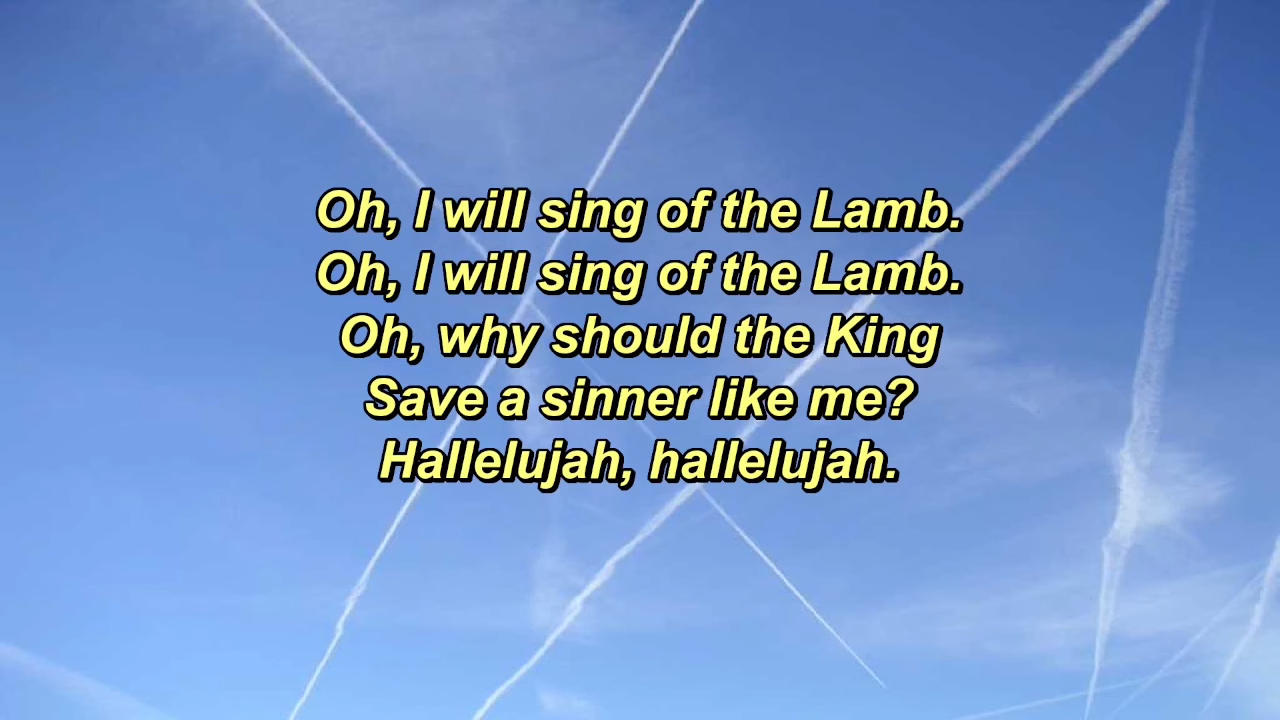 Oh, I will sing of the Lamb.
Oh, I will sing of the Lamb.
Oh, why should the King
Save a sinner like me?
Hallelujah, hallelujah.